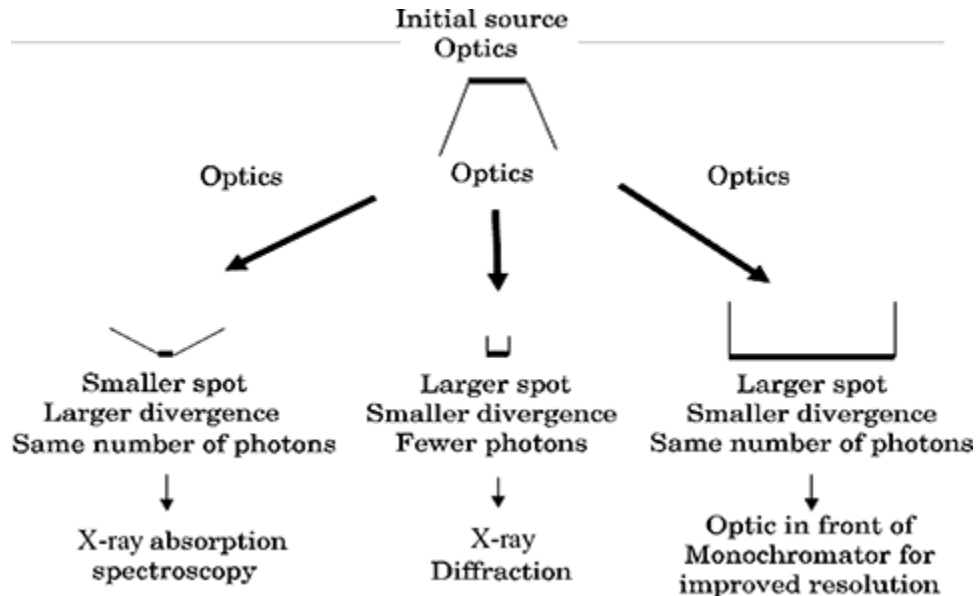 Initial source
Optics
Optics
Optics
Optics
Smaller spot
Larger divergence
Same number of photons
Larger spot
Smaller divergence
Fewer photons
Larger spot
Smaller divergence
Same number of photons
X-ray absorption
spectroscopy
X-ray
Diffraction
Optic in front of
Monochromator for
improved resolution